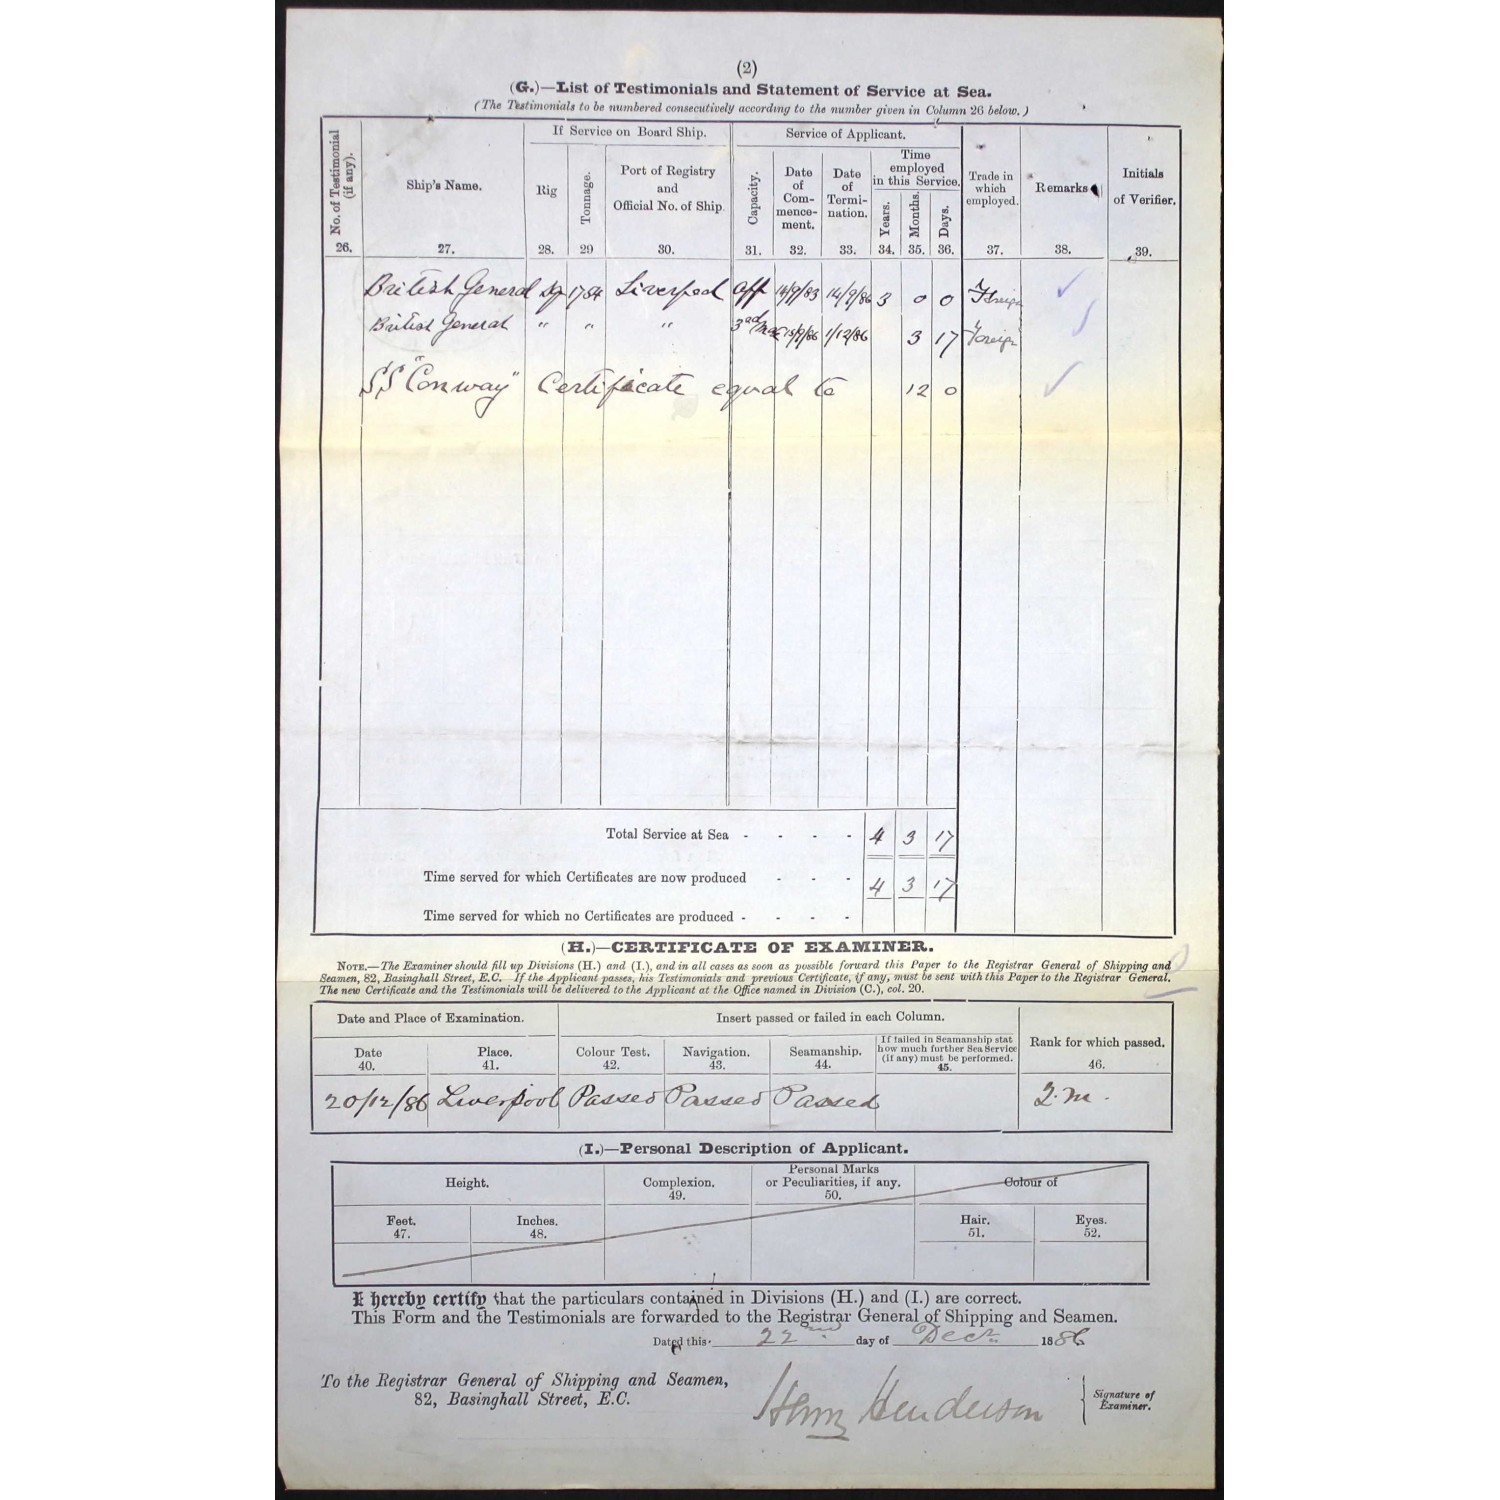 (2)
(G.)—List of Testimonials and Statement of Service at Sea.
(The Testimonials to be numbered consecutively according to the number given in Column 26 below.)
No. of Testimonial (if any). If Service on Board Ship. Service of Applicant.
Ship's Name. Rig Tonnage. Port of Registry and Official No. of Ship. Capacity. Date of Com-mence-ment. Date of Termi-nation. Time employed in this Service. Years. Months. Days. Trade in which employed. Remarks Initials of Verifier.
26. 27. 28. 29 30. 31. 32. 33. 34. 35. 36. 37. 38. 39.
British General 1754 Liverpool App 14/9/83 14/9/86 3 0 0 Foreign
British General " " " 3rd Mate 15/9/86 1/12/86 3 17 Foreign
SS "Conway" Certificate equal to 12 0
Total Service at Sea - - - - 4 3 17
Time served for which Certificates are now produced - - - 4 3 17
Time served for which no Certificates are produced - - - -
(H.)—CERTIFICATE OF EXAMINER.
NOTE.—The Examiner should fill up Divisions (H.) and (I.), and in all cases as soon as possible forward this Paper to the Registrar General of Shipping and
Seamen, 82, Basinghall Street, E.C. If the Applicant passes, his Testimonials and previous Certificate, if any, must be sent with this Paper to the Registrar General.
The new Certificate and the Testimonials will be delivered to the Applicant at the Office named in Division (C.), col. 20.
Date and Place of Examination. Insert passed or failed in each Column. Rank for which passed.
Date Place. Colour Test. Navigation. Seamanship. If failed in Seamanship stat how much further Sea Service (if any) must be performed.
40. 41. 42. 43. 44. 45. 46.
20/12/86 Liverpool Passed Passed Passed 2.M.
(I.)—Personal Description of Applicant.
Height. Complexion. 49. Personal Marks or Peculiarities, if any. 50. Colour of
Feet. Inches. Hair. Eyes.
47. 48. 51. 52.
I hereby certify that the particulars contained in Divisions (H.) and (I.) are correct.
This Form and the Testimonials are forwarded to the Registrar General of Shipping and Seamen.
Dated this 22nd day of Decr. 1886
To the Registrar General of Shipping and Seamen,
82, Basinghall Street, E.C.
Henry Henderson
Signature of Examiner.